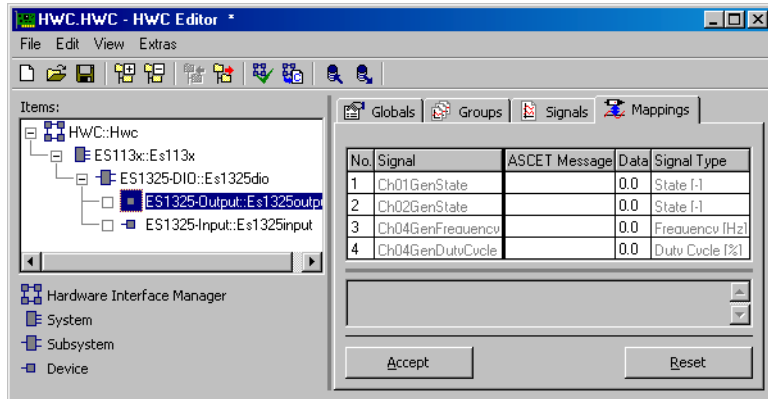 HWC.HWC - HWC Editor *
File Edit View Extras
Items:
HWC::Hwc
ES113x::Es113x
ES1325-DIO::Es1325dio
ES1325-Output::Es1325outp
ES1325-Input::Es1325input
Hardware Interface Manager
System
Subsystem
Device
Globals Groups Signals Mappings
No. Signal ASCET Message Data Signal Type
1 Ch01GenState 0.0 State [-]
2 Ch02GenState 0.0 State [-]
3 Ch04GenFrequency 0.0 Frequency [Hz]
4 Ch04GenDutyCycle 0.0 Duty Cycle [%]
Accept Reset